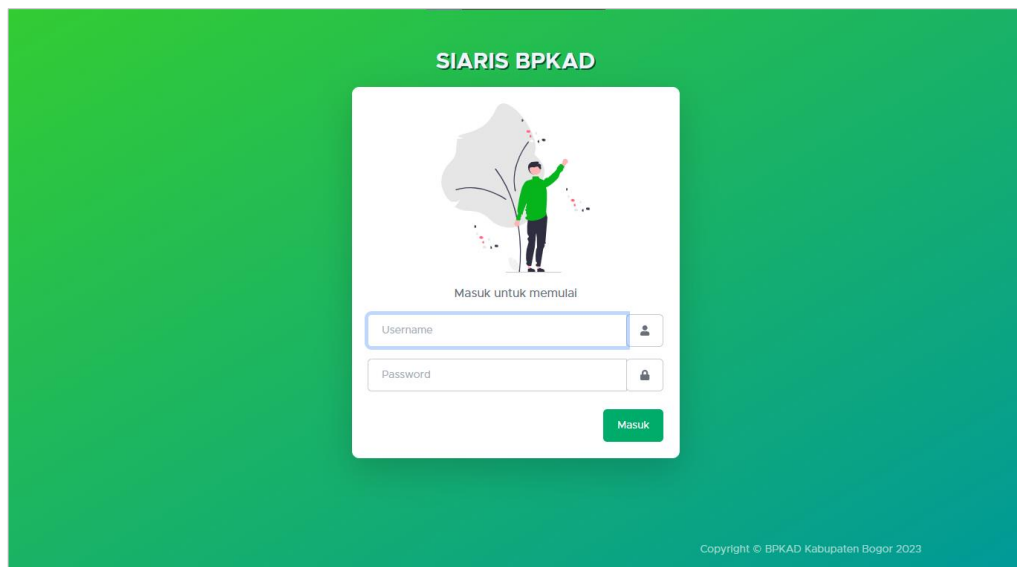 SIARIS BPKAD
Masuk untuk memulai
Username
Password
Masuk
Copyright © BPKAD Kabupaten Bogor 2023